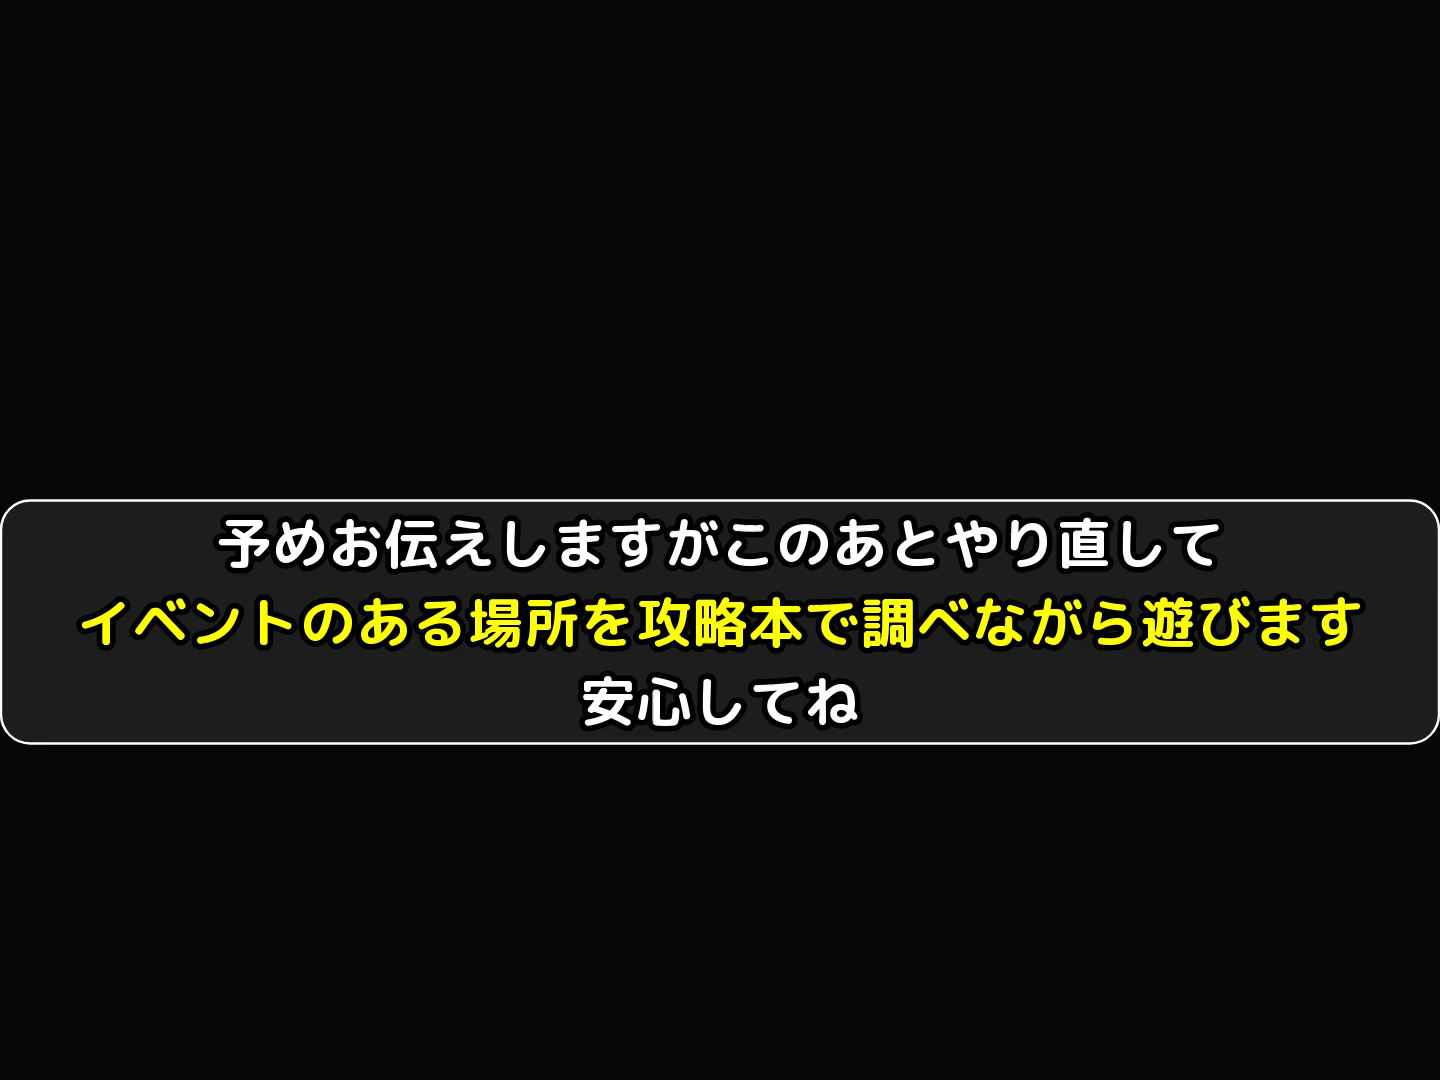 予めお伝えしますがこのあとやり直して
イベントのある場所を攻略本で調べながら遊びます
安心してね